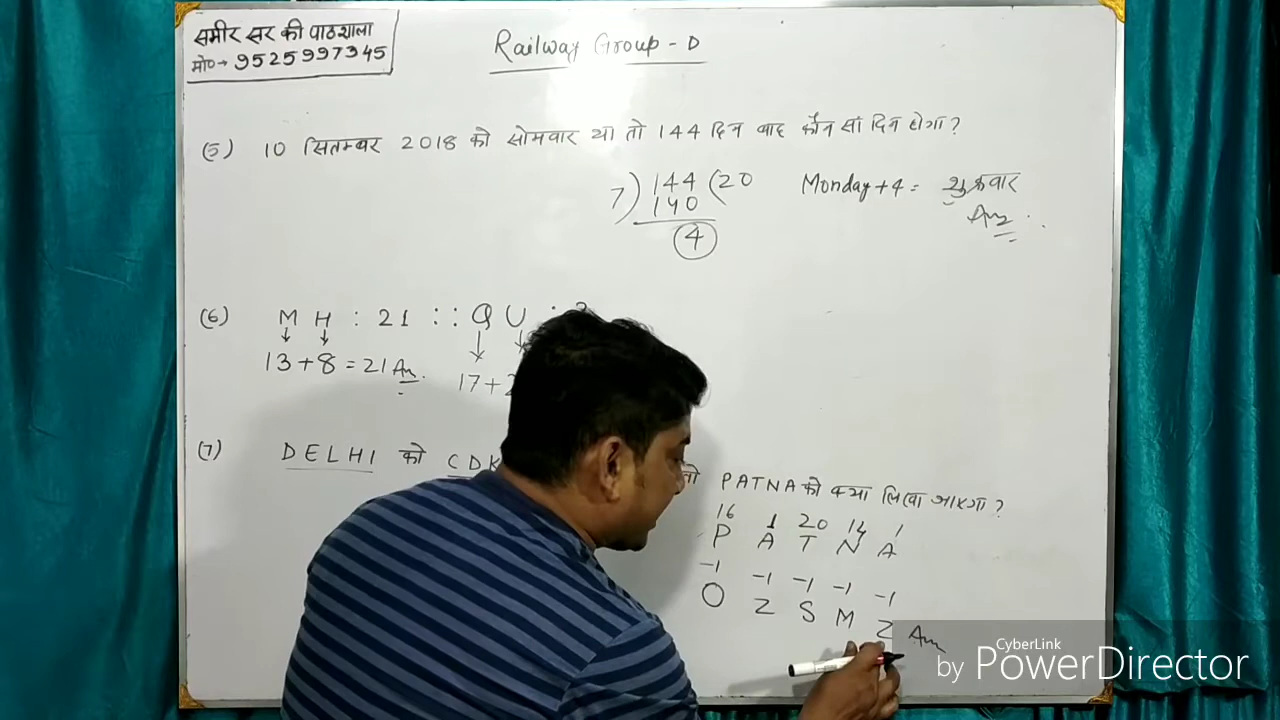 समीर सर की पाठशाला
मो०→ 9525997345
Railway Group - D
(5) 10 सितम्बर 2018 को सोमवार था तो 144 दिन बाद कौन सा दिन होगा?
7) 144 (20
140
4
Monday + 4 = शुक्रवार
Ans
(6) M H : 21 :: Q U :
13 + 8 = 21 Ans.
17 +
(7) DELHI को CDK तो PATNA को क्या लिखा जाएगा?
16 1 20 14 1
P A T N A
-1 -1 -1 -1 -1
O Z S M Z Ans
CyberLink
by PowerDirector